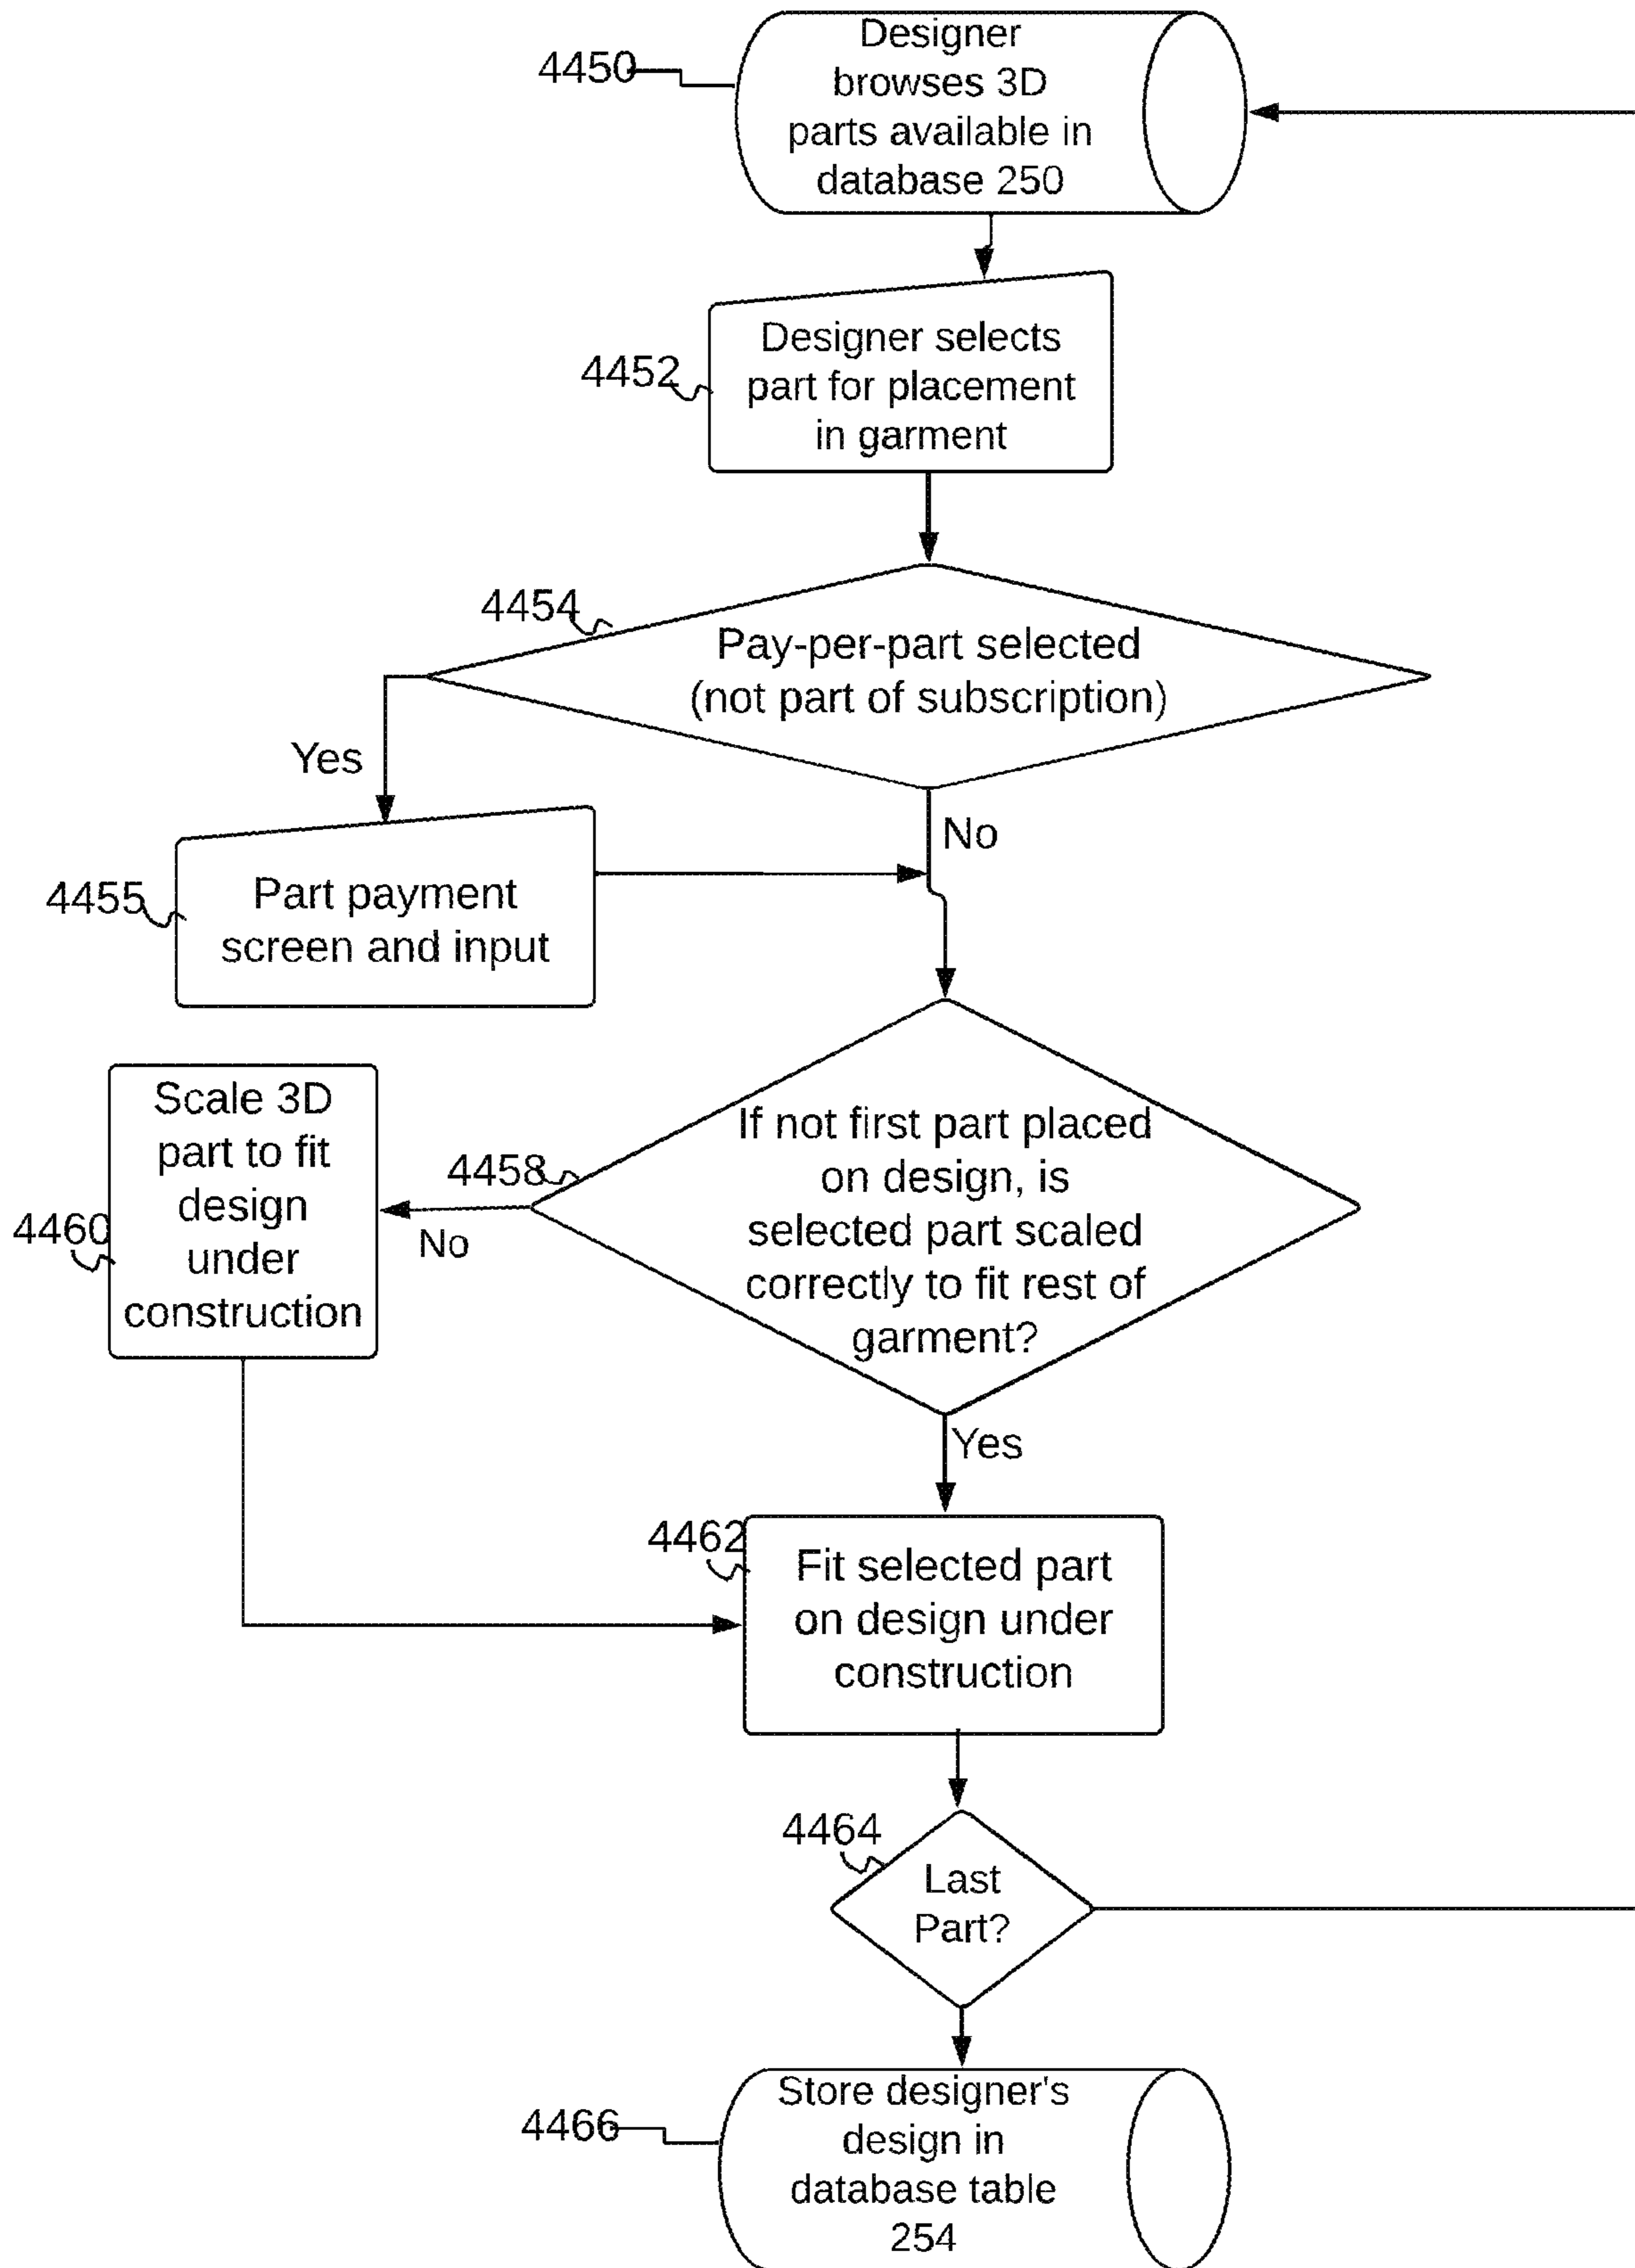 4450
Designer
browses 3D
parts available in
database 250
4452
Designer selects
part for placement
in garment
4454
Pay-per-part selected
(not part of subscription)
Yes
No
4455
Part payment
screen and input
4458
If not first part placed
on design, is
selected part scaled
correctly to fit rest of
garment?
No
4460
Scale 3D
part to fit
design
under
construction
Yes
4462
Fit selected part
on design under
construction
4464
Last
Part?
4466
Store designer's
design in
database table
254